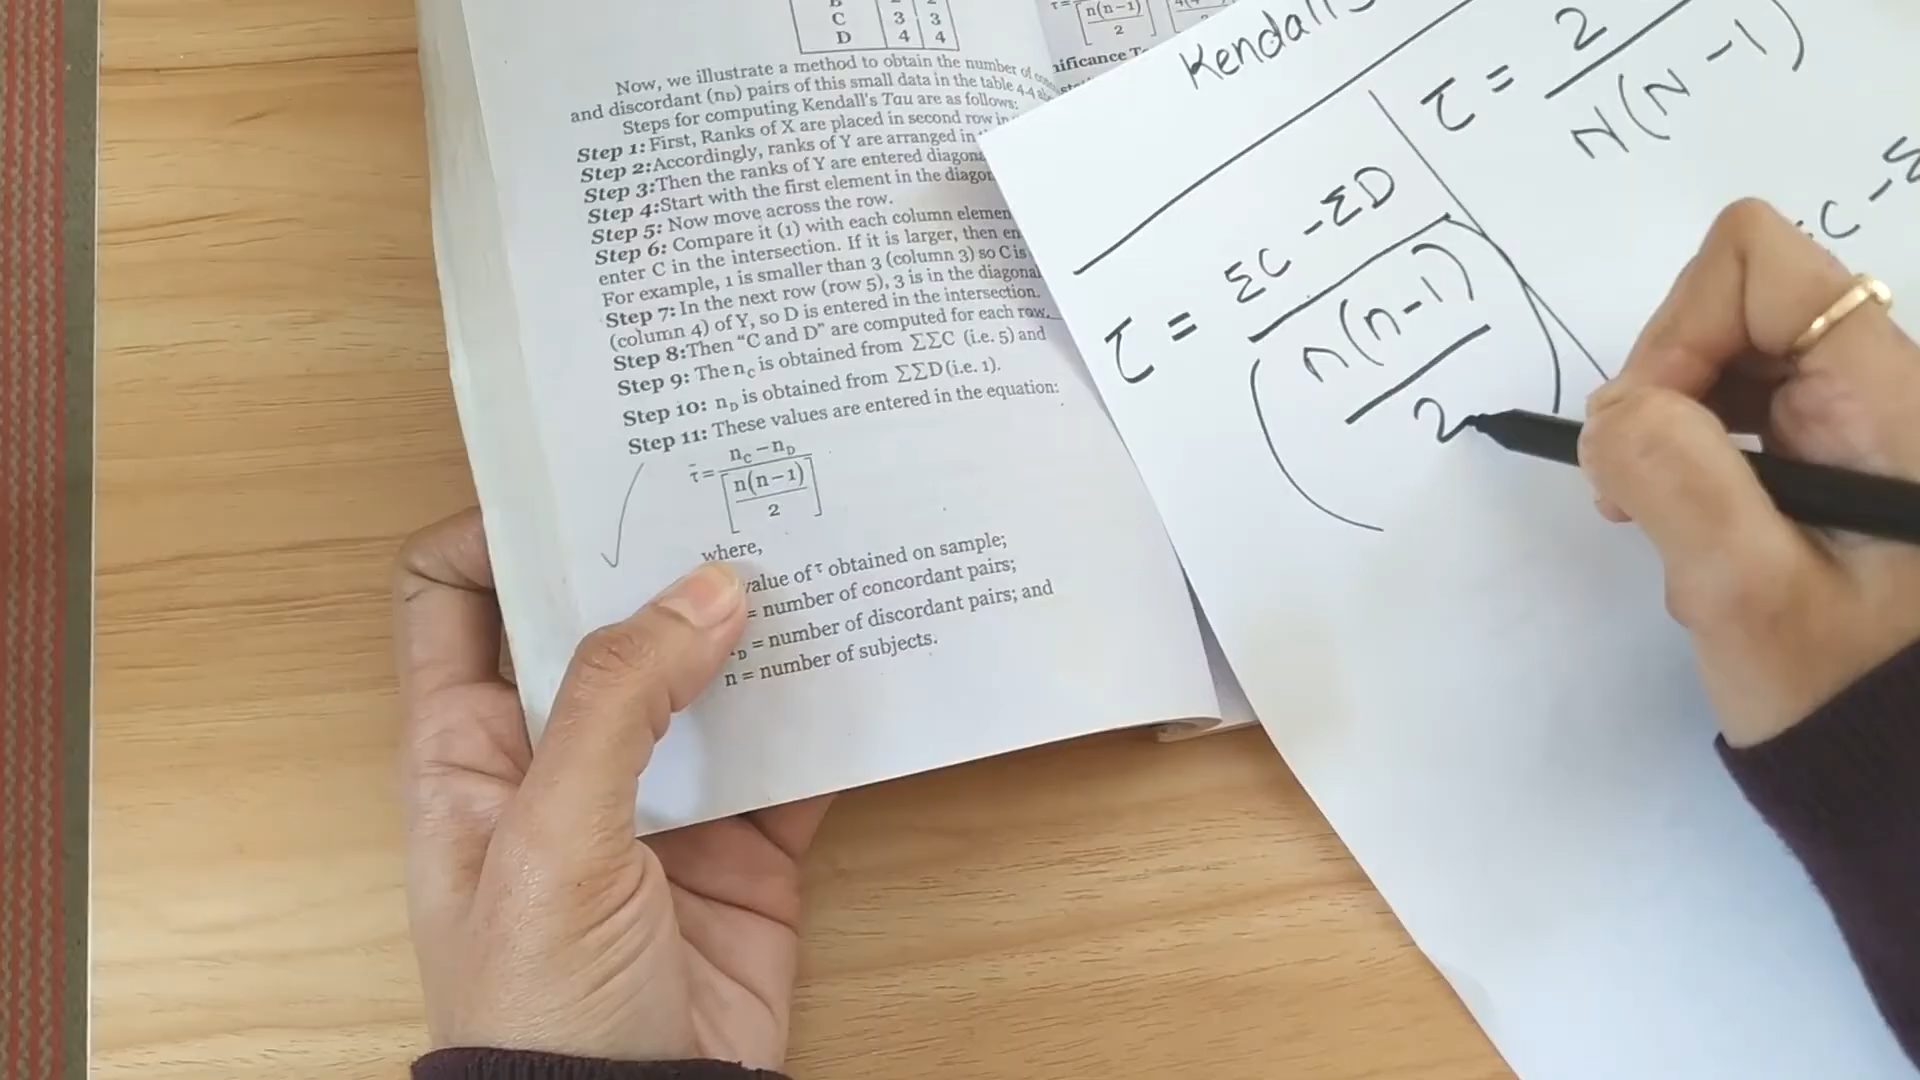 B
C 3 3
D 4 4
Now, we illustrate a method to obtain the number of
and discordant (nD) pairs of this small data in the table 4.4
Steps for computing Kendall's Tau are as follows:
Step 1: First, Ranks of X are placed in second row in
Step 2:Accordingly, ranks of Y are arranged in
Step 3:Then the ranks of Y are entered
Step 4:Start with the first element in the
Step 5: Now move across the row.
Step 6: Compare it (1) with each column
enter C in the intersection. If it is larger, then
For example, 1 is smaller than 3 (column 3) so C is
Step 7: In the next row (row 5), 3 is in the diagonal
(column 4) of Y, so D is entered in the intersection.
Step 8:Then "C and D" are computed for each row.
Step 9: Then nC is obtained from ΣΣC (i.e. 5) and
Step 10: nD is obtained from ΣΣD(i.e. 1).
Step 11: These values are entered in the equation:
τ̄ = nC − nD
[n(n−1)
2]
where,
value of τ obtained on sample;
= number of concordant pairs;
D = number of discordant pairs; and
n = number of subjects.
τ=
[n(n−1)
2]
τ = 2
N(N-1)
τ = ΣC - ΣD
(n(n-1)
2)